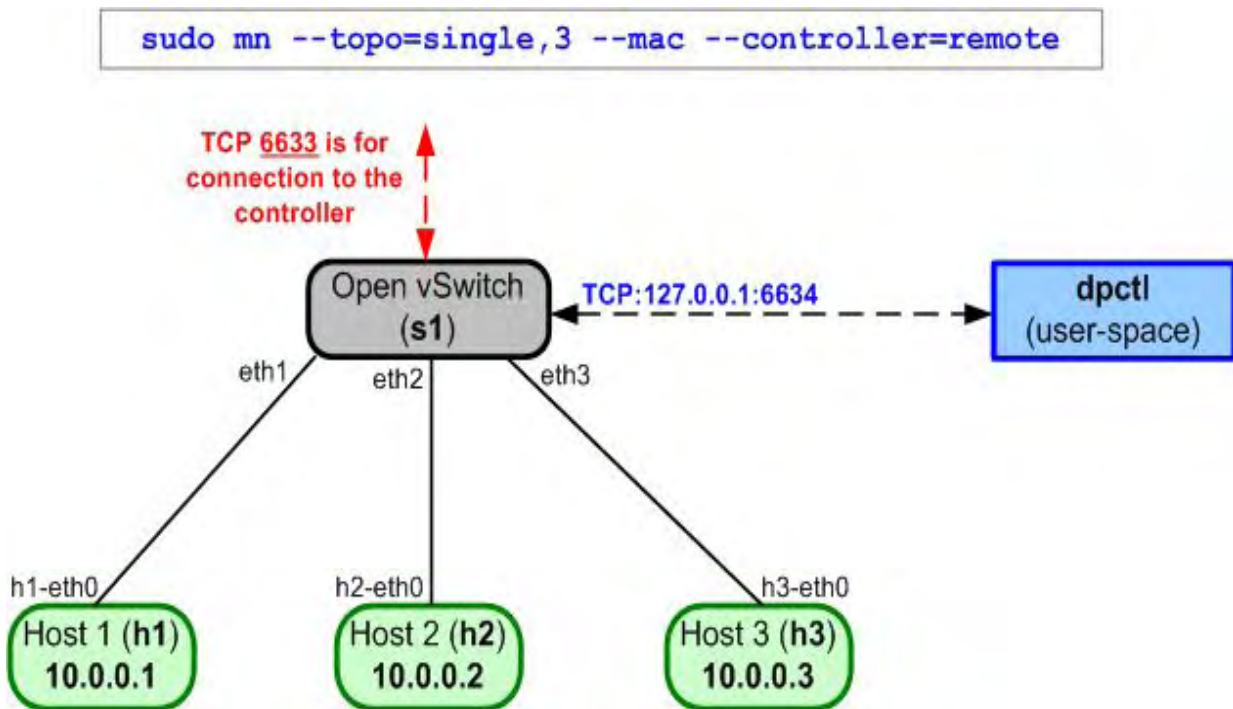 sudo mn --topo=single,3 --mac --controller=remote
TCP 6633 is for
connection to the
controller
Open vSwitch
(s1)
TCP:127.0.0.1:6634
dpctl
(user-space)
eth1
eth2
eth3
h1-eth0
h2-eth0
h3-eth0
Host 1 (h1)
10.0.0.1
Host 2 (h2)
10.0.0.2
Host 3 (h3)
10.0.0.3